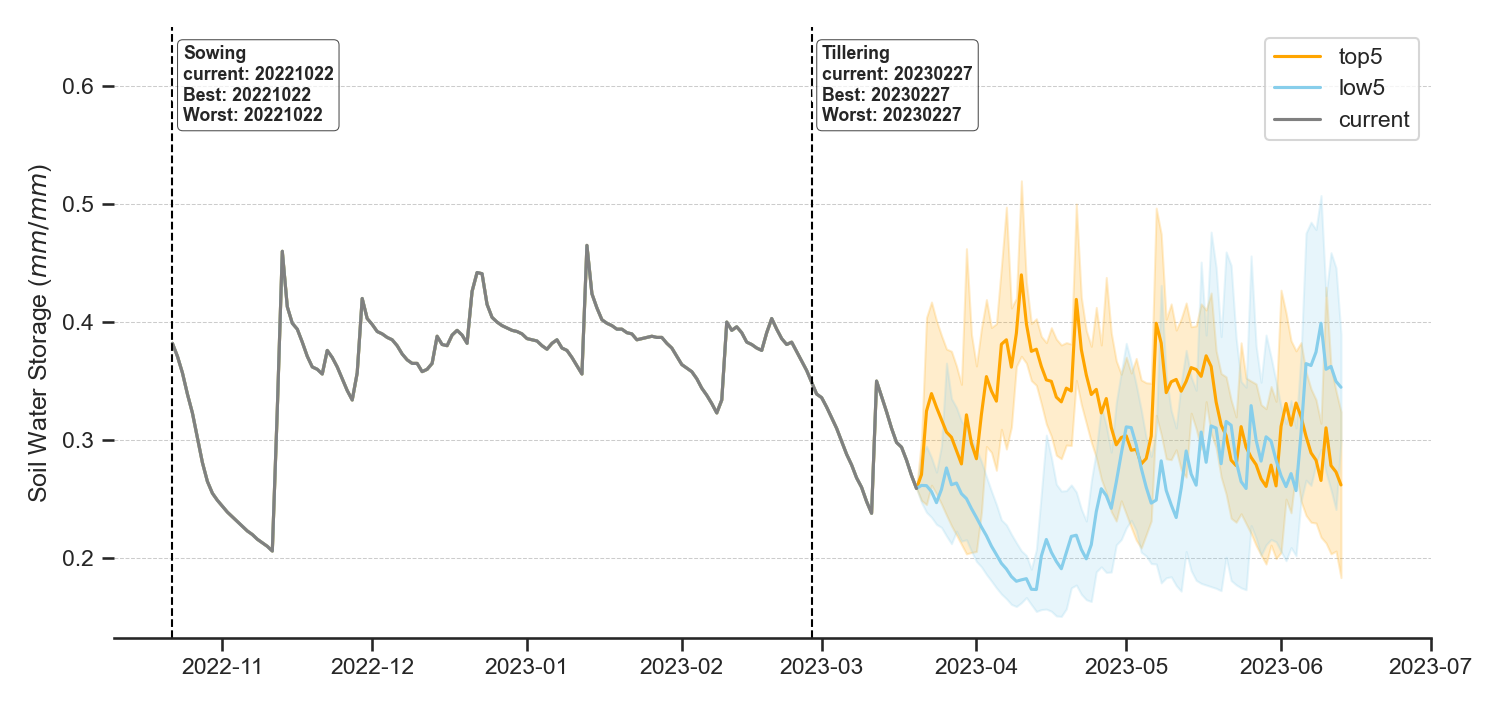 Sowing
current: 20221022
Best: 20221022
Worst: 20221022
Tillering
current: 20230227
Best: 20230227
Worst: 20230227
top5
low5
current
Soil Water Storage (mm/mm)
0.6
0.5
0.4
0.3
0.2
2022-11
2022-12
2023-01
2023-02
2023-03
2023-04
2023-05
2023-06
2023-07